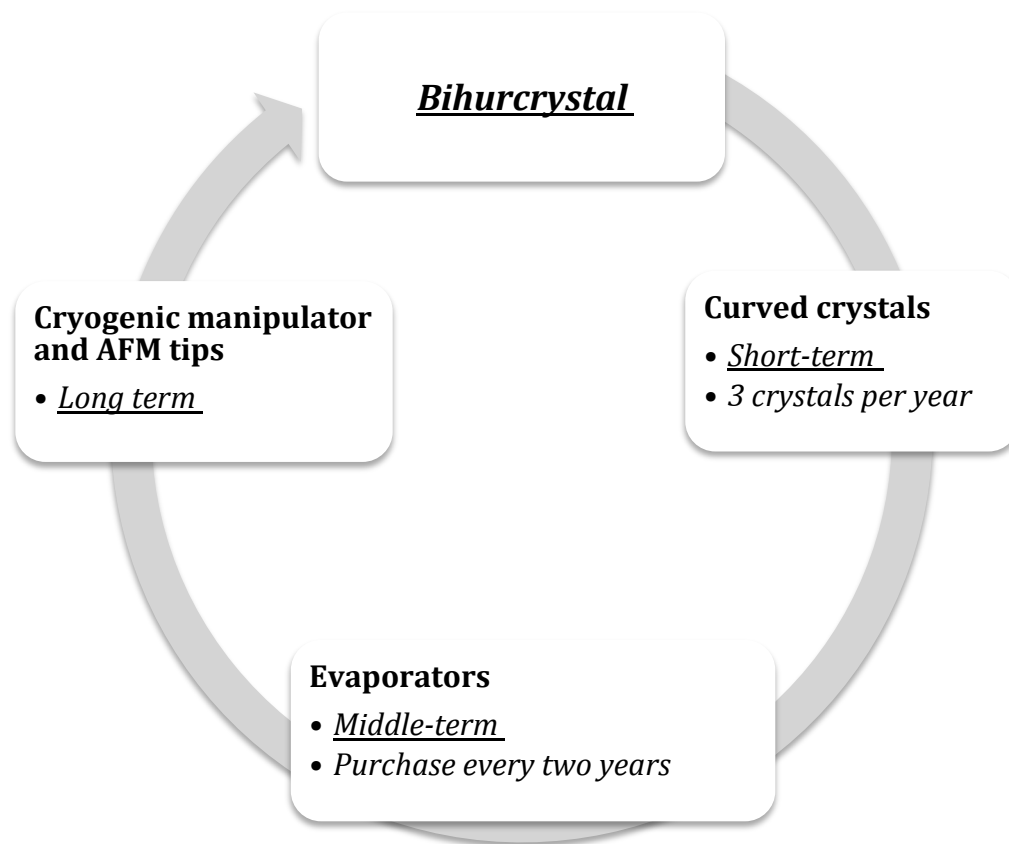 Bihurcrystal
Curved crystals
• Short-term
• 3 crystals per year
Evaporators
• Middle-term
• Purchase every two years
Cryogenic manipulator
and AFM tips
• Long term